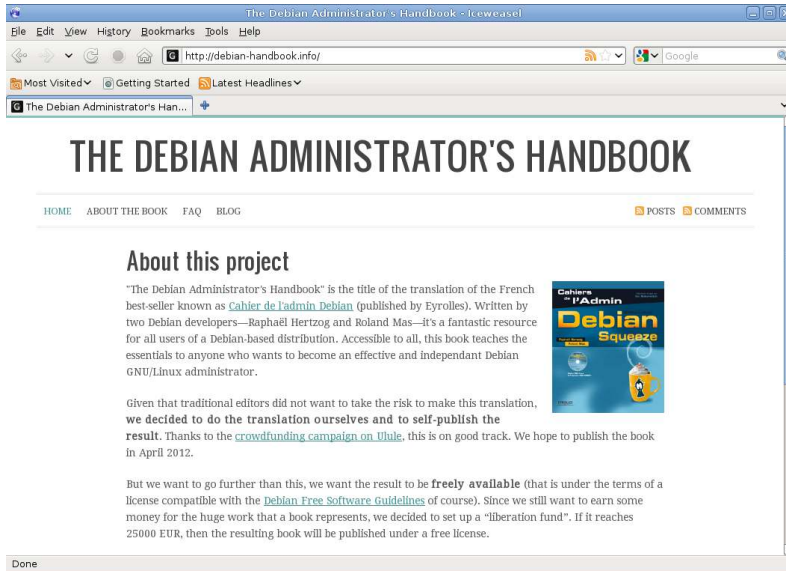 The Debian Administrator's Handbook - Iceweasel
File Edit View History Bookmarks Tools Help
G http://debian-handbook.info/
Google
Most Visited Getting Started Latest Headlines
G The Debian Administrator's Han...
THE DEBIAN ADMINISTRATOR'S HANDBOOK
HOME ABOUT THE BOOK FAQ BLOG POSTS COMMENTS
About this project
"The Debian Administrator's Handbook" is the title of the translation of the French
best-seller known as Cahier de l'admin Debian (published by Eyrolles). Written by
two Debian developers—Raphaël Hertzog and Roland Mas—it's a fantastic resource
for all users of a Debian-based distribution. Accessible to all, this book teaches the
essentials to anyone who wants to become an effective and independant Debian
GNU/Linux administrator.
Cahiers
de l'Admin
Debian
Squeeze
Given that traditional editors did not want to take the risk to make this translation,
we decided to do the translation ourselves and to self-publish the
result. Thanks to the crowdfunding campaign on Ulule, this is on good track. We hope to publish the book
in April 2012.
But we want to go further than this, we want the result to be freely available (that is under the terms of a
license compatible with the Debian Free Software Guidelines of course). Since we still want to earn some
money for the huge work that a book represents, we decided to set up a “liberation fund”. If it reaches
25000 EUR, then the resulting book will be published under a free license.
Done